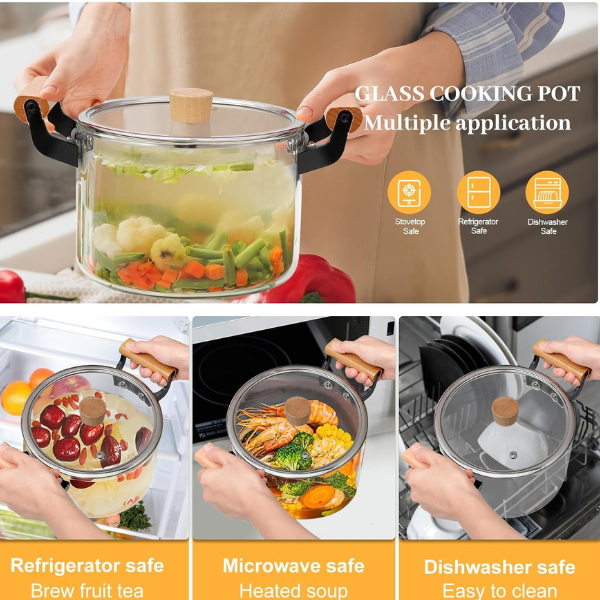 GLASS COOKING POT
Multiple application
Stovetop
Safe
Refrigerator
Safe
Dishwasher
Safe
Refrigerator safe
Brew fruit tea
Microwave safe
Heated soup
Dishwasher safe
Easy to clean